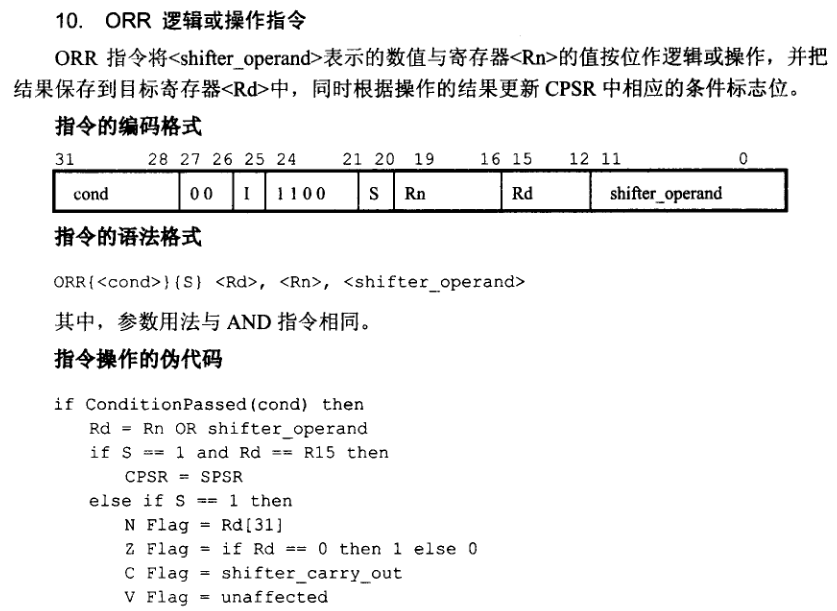 10. ORR 逻辑或操作指令
ORR 指令将<shifter_operand>表示的数值与寄存器<Rn>的值按位作逻辑或操作，并把
结果保存到目标寄存器<Rd>中，同时根据操作的结果更新 CPSR 中相应的条件标志位。
指令的编码格式
31 28 27 26 25 24 21 20 19 16 15 12 11 0
cond 0 0 I 1 1 0 0 S Rn Rd shifter_operand
指令的语法格式
ORR{<cond>}{S} <Rd>, <Rn>, <shifter_operand>
其中，参数用法与 AND 指令相同。
指令操作的伪代码
if ConditionPassed(cond) then
Rd = Rn OR shifter_operand
if S == 1 and Rd == R15 then
CPSR = SPSR
else if S == 1 then
N Flag = Rd[31]
Z Flag = if Rd == 0 then 1 else 0
C Flag = shifter_carry_out
V Flag = unaffected